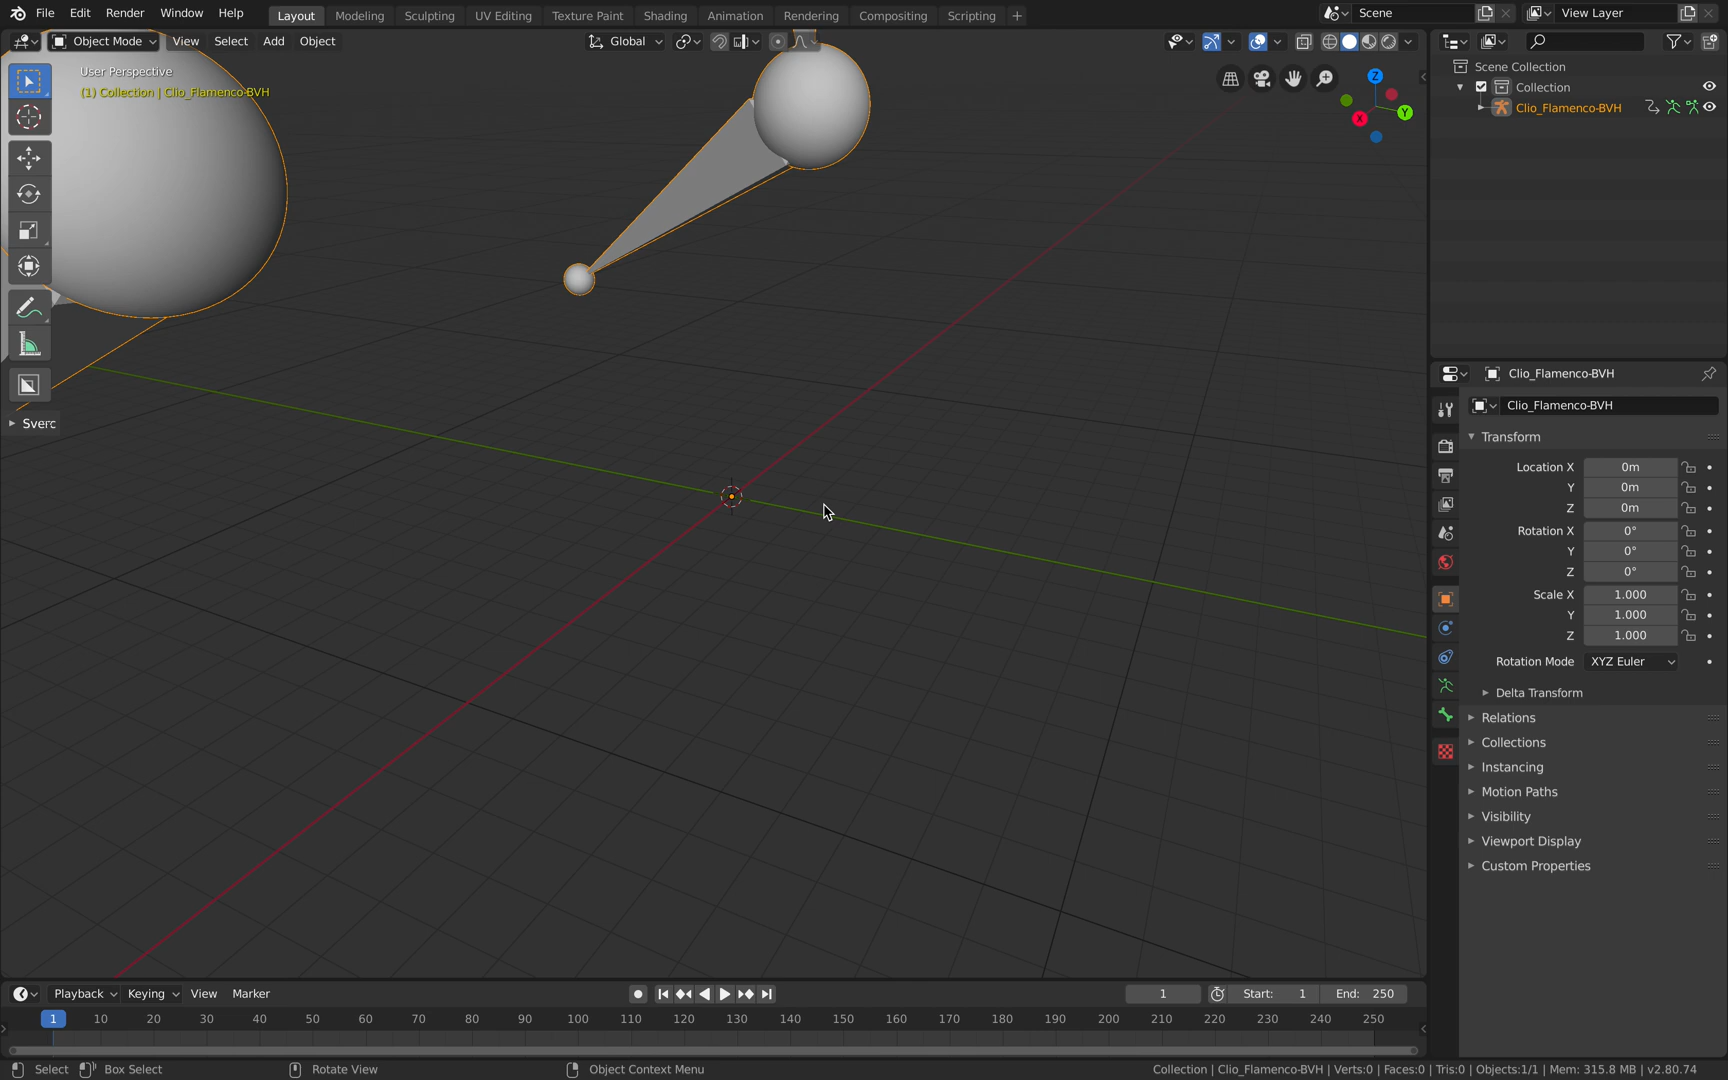 File Edit Render Window Help Layout Modeling Sculpting UV Editing Texture Paint Shading Animation Rendering Compositing Scripting + Scene View Layer
Object Mode View Select Add Object Global
User Perspective
(1) Collection | Clio_Flamenco-BVH
Z
Y
X
Sverc
Scene Collection
Collection
Clio_Flamenco-BVH
Clio_Flamenco-BVH
Clio_Flamenco-BVH
Transform
Location X 0m
Y 0m
Z 0m
Rotation X 0°
Y 0°
Z 0°
Scale X 1.000
Y 1.000
Z 1.000
Rotation Mode XYZ Euler
Delta Transform
Relations
Collections
Instancing
Motion Paths
Visibility
Viewport Display
Custom Properties
Playback Keying View Marker 1 Start: 1 End: 250
1 10 20 30 40 50 60 70 80 90 100 110 120 130 140 150 160 170 180 190 200 210 220 230 240 250
Select Box Select Rotate View Object Context Menu Collection | Clio_Flamenco-BVH | Verts:0 | Faces:0 | Tris:0 | Objects:1/1 | Mem: 315.8 MB | v2.80.74